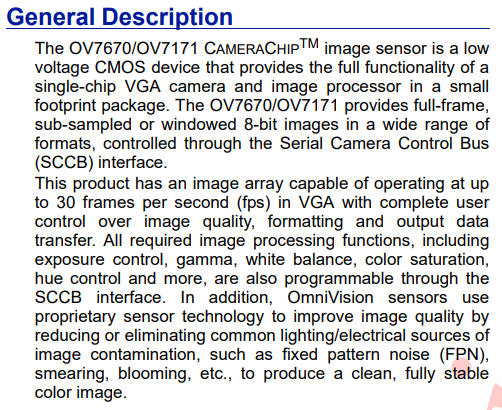 General Description
The OV7670/OV7171 CAMERACHIP™ image sensor is a low
voltage CMOS device that provides the full functionality of a
single-chip VGA camera and image processor in a small
footprint package. The OV7670/OV7171 provides full-frame,
sub-sampled or windowed 8-bit images in a wide range of
formats, controlled through the Serial Camera Control Bus
(SCCB) interface.
This product has an image array capable of operating at up
to 30 frames per second (fps) in VGA with complete user
control over image quality, formatting and output data
transfer. All required image processing functions, including
exposure control, gamma, white balance, color saturation,
hue control and more, are also programmable through the
SCCB interface. In addition, OmniVision sensors use
proprietary sensor technology to improve image quality by
reducing or eliminating common lighting/electrical sources of
image contamination, such as fixed pattern noise (FPN),
smearing, blooming, etc., to produce a clean, fully stable
color image.